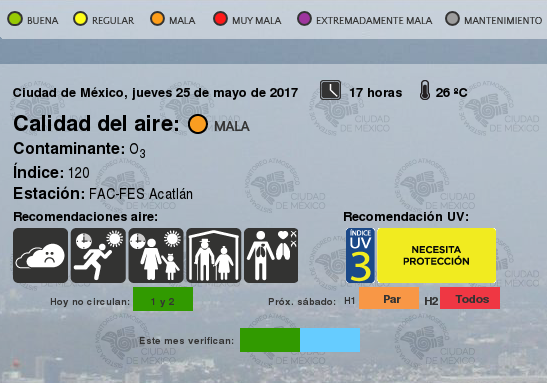 BUENA REGULAR MALA MUY MALA EXTREMADAMENTE MALA MANTENIMIENTO
Ciudad de México, jueves 25 de mayo de 2017 17 horas 26 ºC
Calidad del aire: MALA
Contaminante: O3
Índice: 120
Estación: FAC-FES Acatlán
Recomendaciones aire: Recomendación UV:
ÍNDICE UV 3
NECESITA PROTECCIÓN
Hoy no circulan: 1 y 2 Próx. sábado: H1 Par H2 Todos
Este mes verifican:
CIUDAD DE MÉXICO